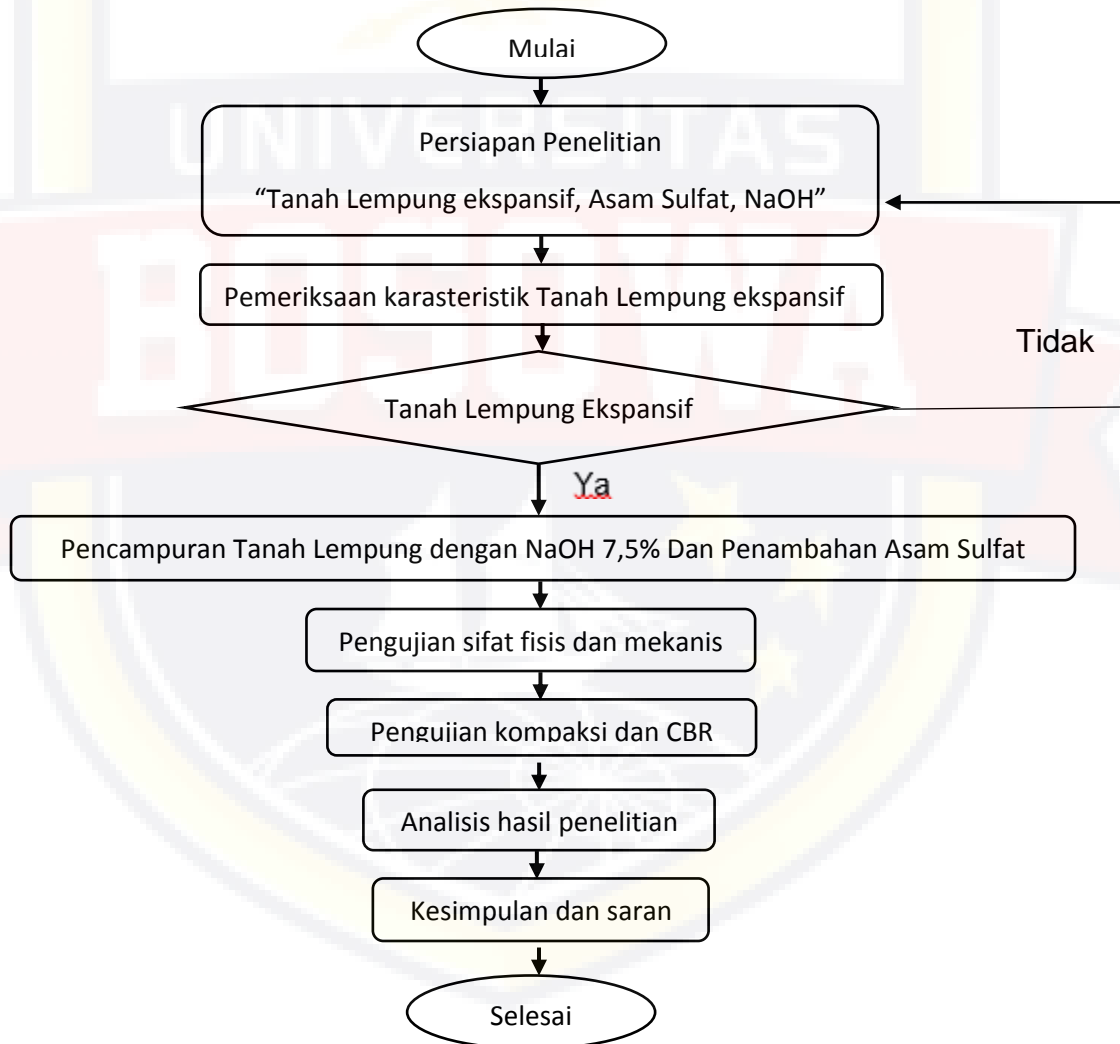 Mulai
UNIVERSITAS
BOSOWA
Persiapan Penelitian
“Tanah Lempung ekspansif, Asam Sulfat, NaOH”
Pemeriksaan karasteristik Tanah Lempung ekspansif
Tidak
Tanah Lempung Ekspansif
Ya
Pencampuran Tanah Lempung dengan NaOH 7,5% Dan Penambahan Asam Sulfat
Pengujian sifat fisis dan mekanis
Pengujian kompaksi dan CBR
Analisis hasil penelitian
Kesimpulan dan saran
Selesai